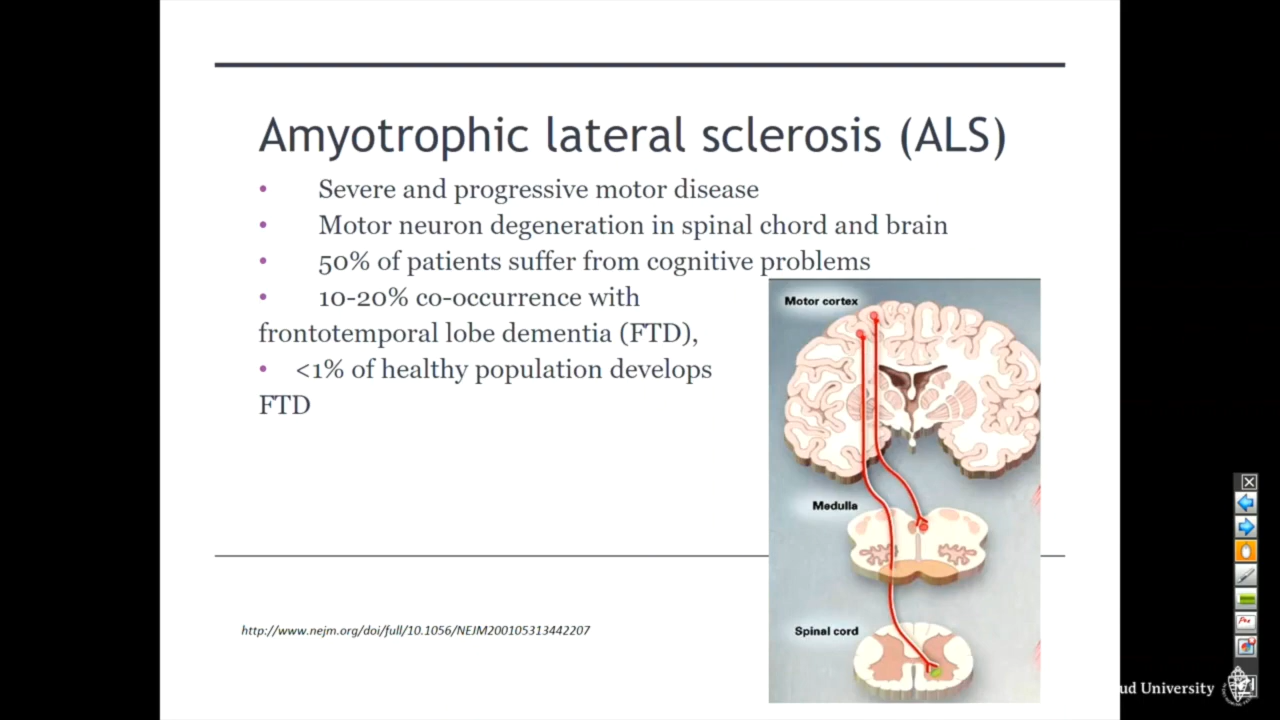 Amyotrophic lateral sclerosis (ALS)
• Severe and progressive motor disease
• Motor neuron degeneration in spinal chord and brain
• 50% of patients suffer from cognitive problems
• 10-20% co-occurrence with
frontotemporal lobe dementia (FTD),
• <1% of healthy population develops
FTD
Motor cortex
Medulla
Spinal cord
http://www.nejm.org/doi/full/10.1056/NEJM200105313442207
ud University